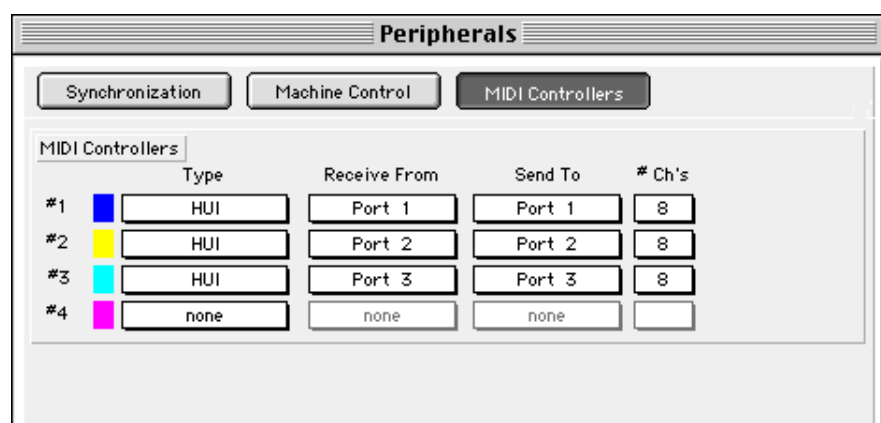 Peripherals
Synchronization Machine Control MIDI Controllers
MIDI Controllers
Type Receive From Send To # Ch's
#1 HUI Port 1 Port 1 8
#2 HUI Port 2 Port 2 8
#3 HUI Port 3 Port 3 8
#4 none none none